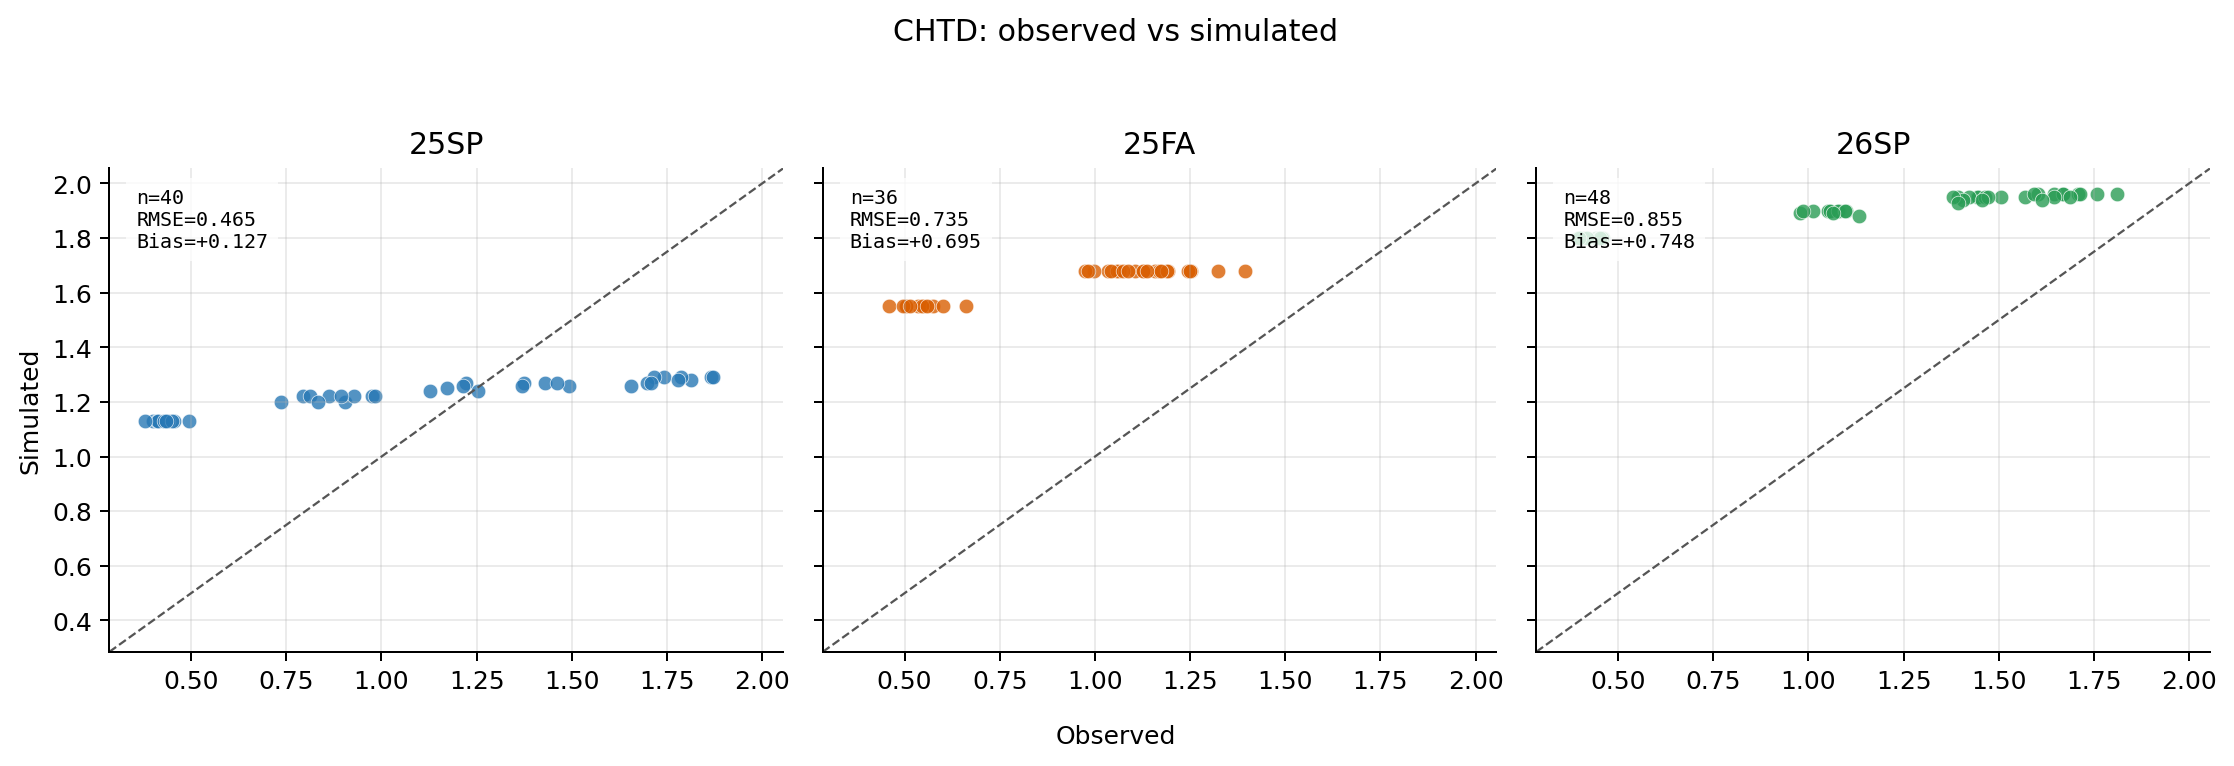 CHTD: observed vs simulated
25SP
25FA
26SP
n=40
RMSE=0.465
Bias=+0.127
n=36
RMSE=0.735
Bias=+0.695
n=48
RMSE=0.855
Bias=+0.748
Simulated
2.0
1.8
1.6
1.4
1.2
1.0
0.8
0.6
0.4
0.50 0.75 1.00 1.25 1.50 1.75 2.00
0.50 0.75 1.00 1.25 1.50 1.75 2.00
0.50 0.75 1.00 1.25 1.50 1.75 2.00
Observed